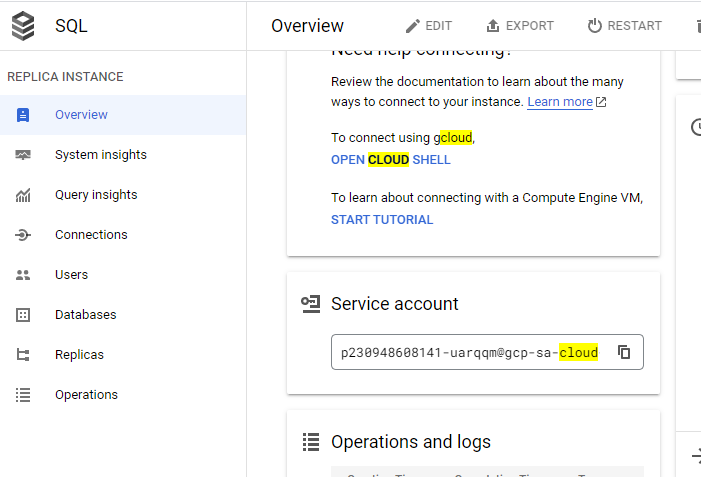 SQL
Overview
EDIT
EXPORT
RESTART
REPLICA INSTANCE
Overview
System insights
Query insights
Connections
Users
Databases
Replicas
Operations
Need help connecting?
Review the documentation to learn about the many
ways to connect to your instance. Learn more
To connect using gcloud,
OPEN CLOUD SHELL
To learn about connecting with a Compute Engine VM,
START TUTORIAL
Service account
p230948608141-uarqqm@gcp-sa-cloud
Operations and logs